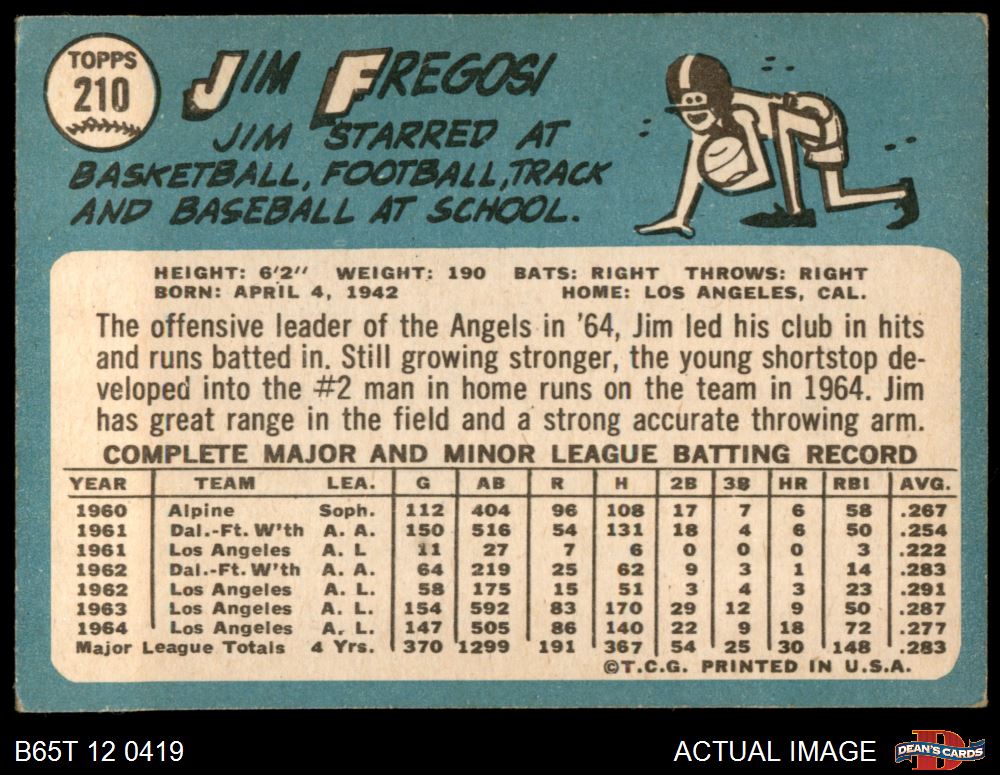 TOPPS
210
JIM FREGOSI
JIM STARRED AT
BASKETBALL, FOOTBALL, TRACK
AND BASEBALL AT SCHOOL.
HEIGHT: 6'2" WEIGHT: 190 BATS: RIGHT THROWS: RIGHT
BORN: APRIL 4, 1942 HOME: LOS ANGELES, CAL.
The offensive leader of the Angels in '64, Jim led his club in hits
and runs batted in. Still growing stronger, the young shortstop de-
veloped into the #2 man in home runs on the team in 1964. Jim
has great range in the field and a strong accurate throwing arm.
COMPLETE MAJOR AND MINOR LEAGUE BATTING RECORD
YEAR TEAM LEA. G AB R H 2B 3B HR RBI AVG.
1960 Alpine Soph. 112 404 96 108 17 7 6 58 .267
1961 Dal.-Ft. W'th A. A. 150 516 54 131 18 4 6 50 .254
1961 Los Angeles A. L 11 27 7 6 0 0 0 3 .222
1962 Dal.-Ft. W'th A. A. 64 219 25 62 9 3 1 14 .283
1962 Los Angeles A. L. 58 175 15 51 3 4 3 23 .291
1963 Los Angeles A. L. 154 592 83 170 29 12 9 50 .287
1964 Los Angeles A. L. 147 505 86 140 22 9 18 72 .277
Major League Totals 4 Yrs. 370 1299 191 367 54 25 30 148 .283
©T.C.G. PRINTED IN U.S.A.
B65T 12 0419 ACTUAL IMAGE DEAN'S CARDS